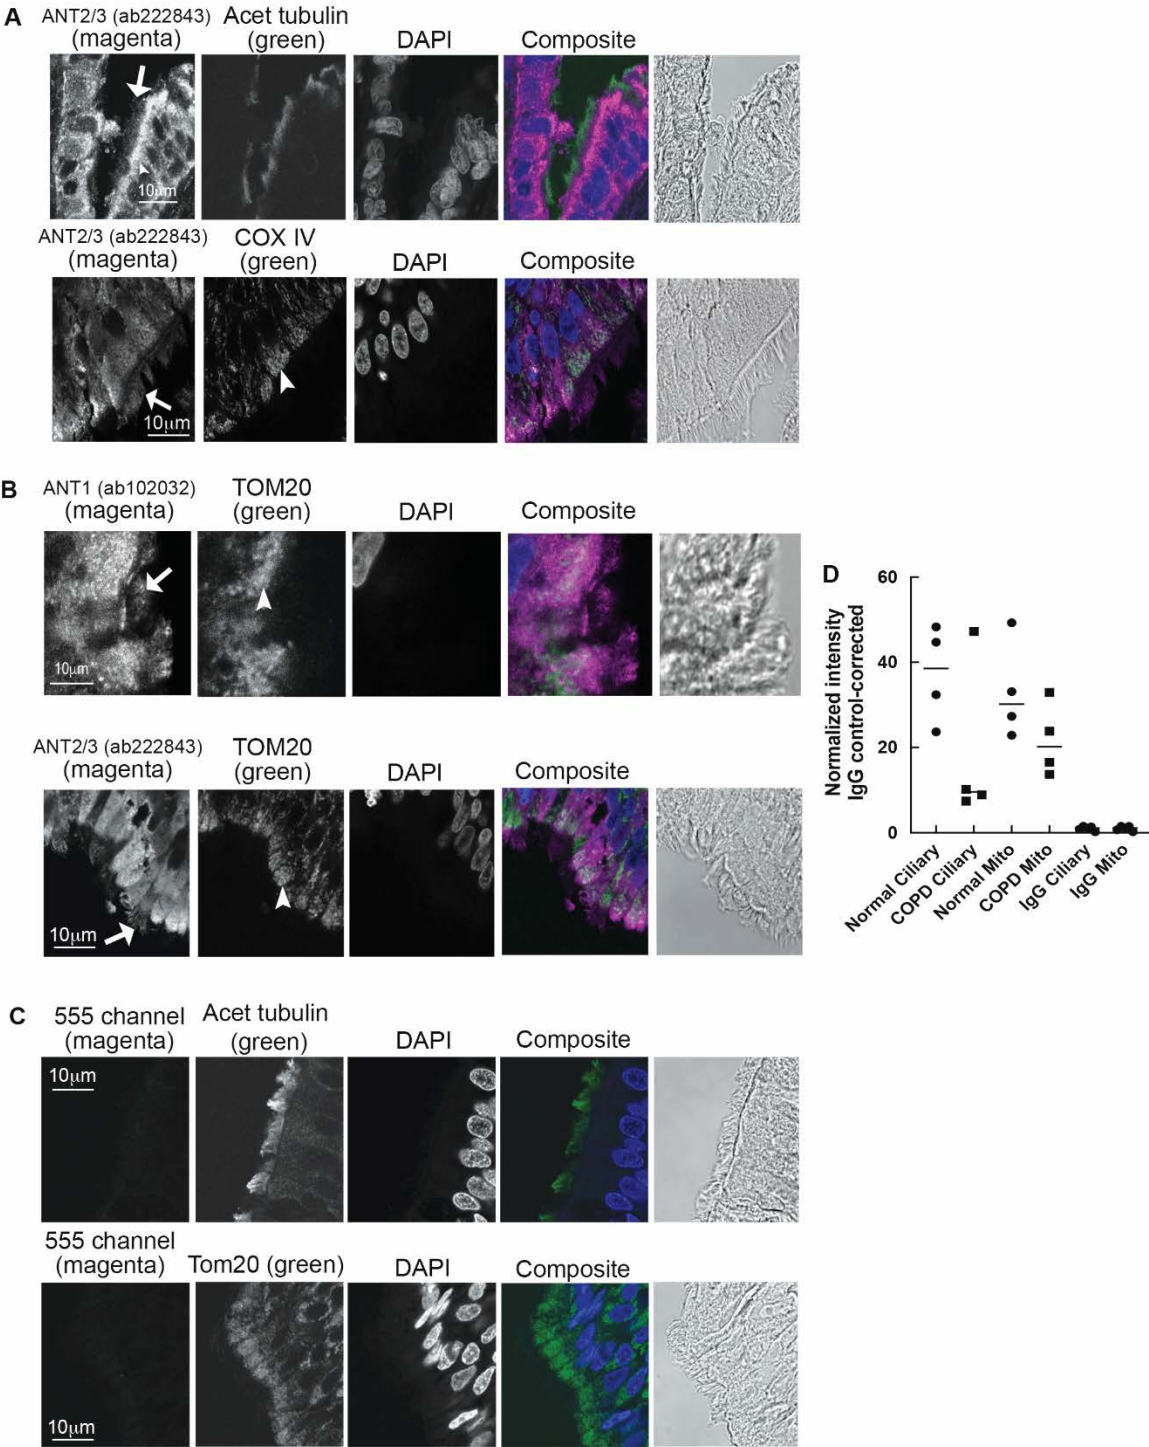 A
ANT2/3 (ab222843)
(magenta)
Acet tubulin
(green)
DAPI
Composite
10μm
ANT2/3 (ab222843)
(magenta)
COX IV
(green)
DAPI
Composite
10μm
B
ANT1 (ab102032)
(magenta)
TOM20
(green)
DAPI
Composite
10μm
ANT2/3 (ab222843)
(magenta)
TOM20
(green)
DAPI
Composite
10μm
C
555 channel
(magenta)
Acet tubulin
(green)
DAPI
Composite
10μm
555 channel
(magenta)
Tom20 (green)
DAPI
Composite
10μm
D
Normalized intensity
IgG control-corrected
60
40
20
0
Normal Ciliary
COPD Ciliary
Normal Mito
COPD Mito
IgG Ciliary
IgG Mito